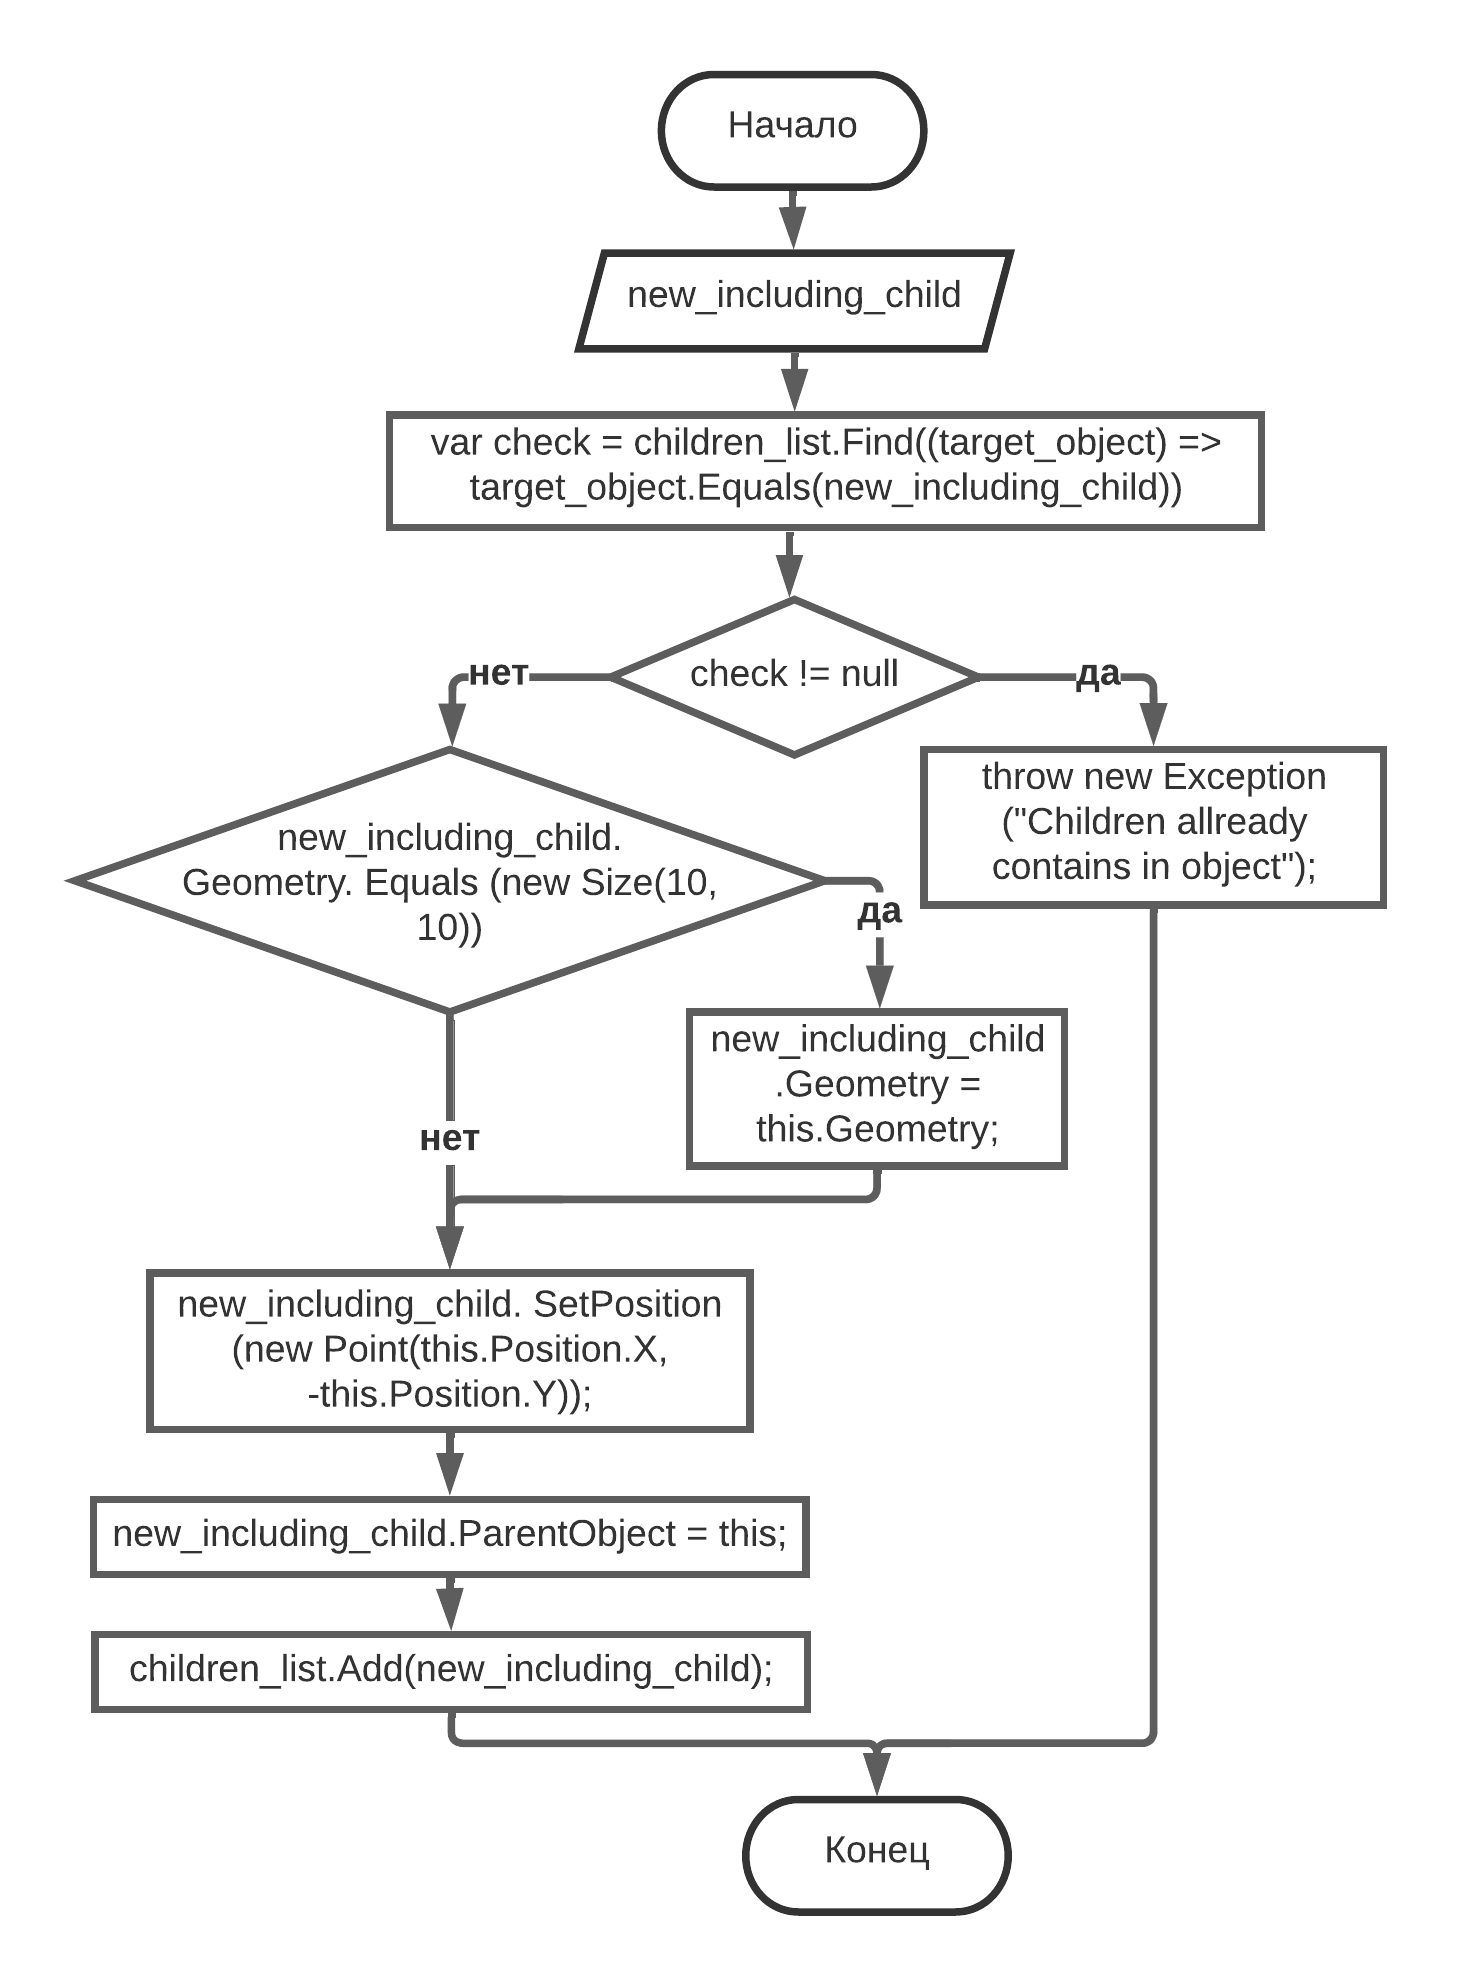 Начало
new_including_child
var check = children_list.Find((target_object) =>
target_object.Equals(new_including_child))
check != null
нет
да
throw new Exception
("Children allready
contains in object");
new_including_child.
Geometry. Equals (new Size(10,
10))
да
new_including_child
.Geometry =
this.Geometry;
нет
new_including_child. SetPosition
(new Point(this.Position.X,
-this.Position.Y));
new_including_child.ParentObject = this;
children_list.Add(new_including_child);
Конец